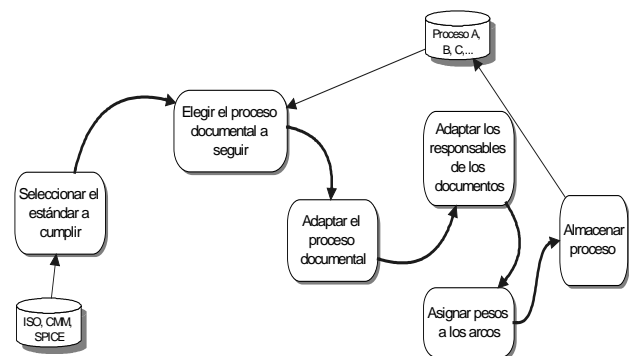 Proceso A,
B, C,...
Elegir el proceso
documental a
seguir
Adaptar los
responsables
de los
documentos
Seleccionar el
estándar a
cumplir
Adaptar el
proceso
documental
Almacenar
proceso
ISO, CMM,
SPICE
Asignar pesos
a los arcos